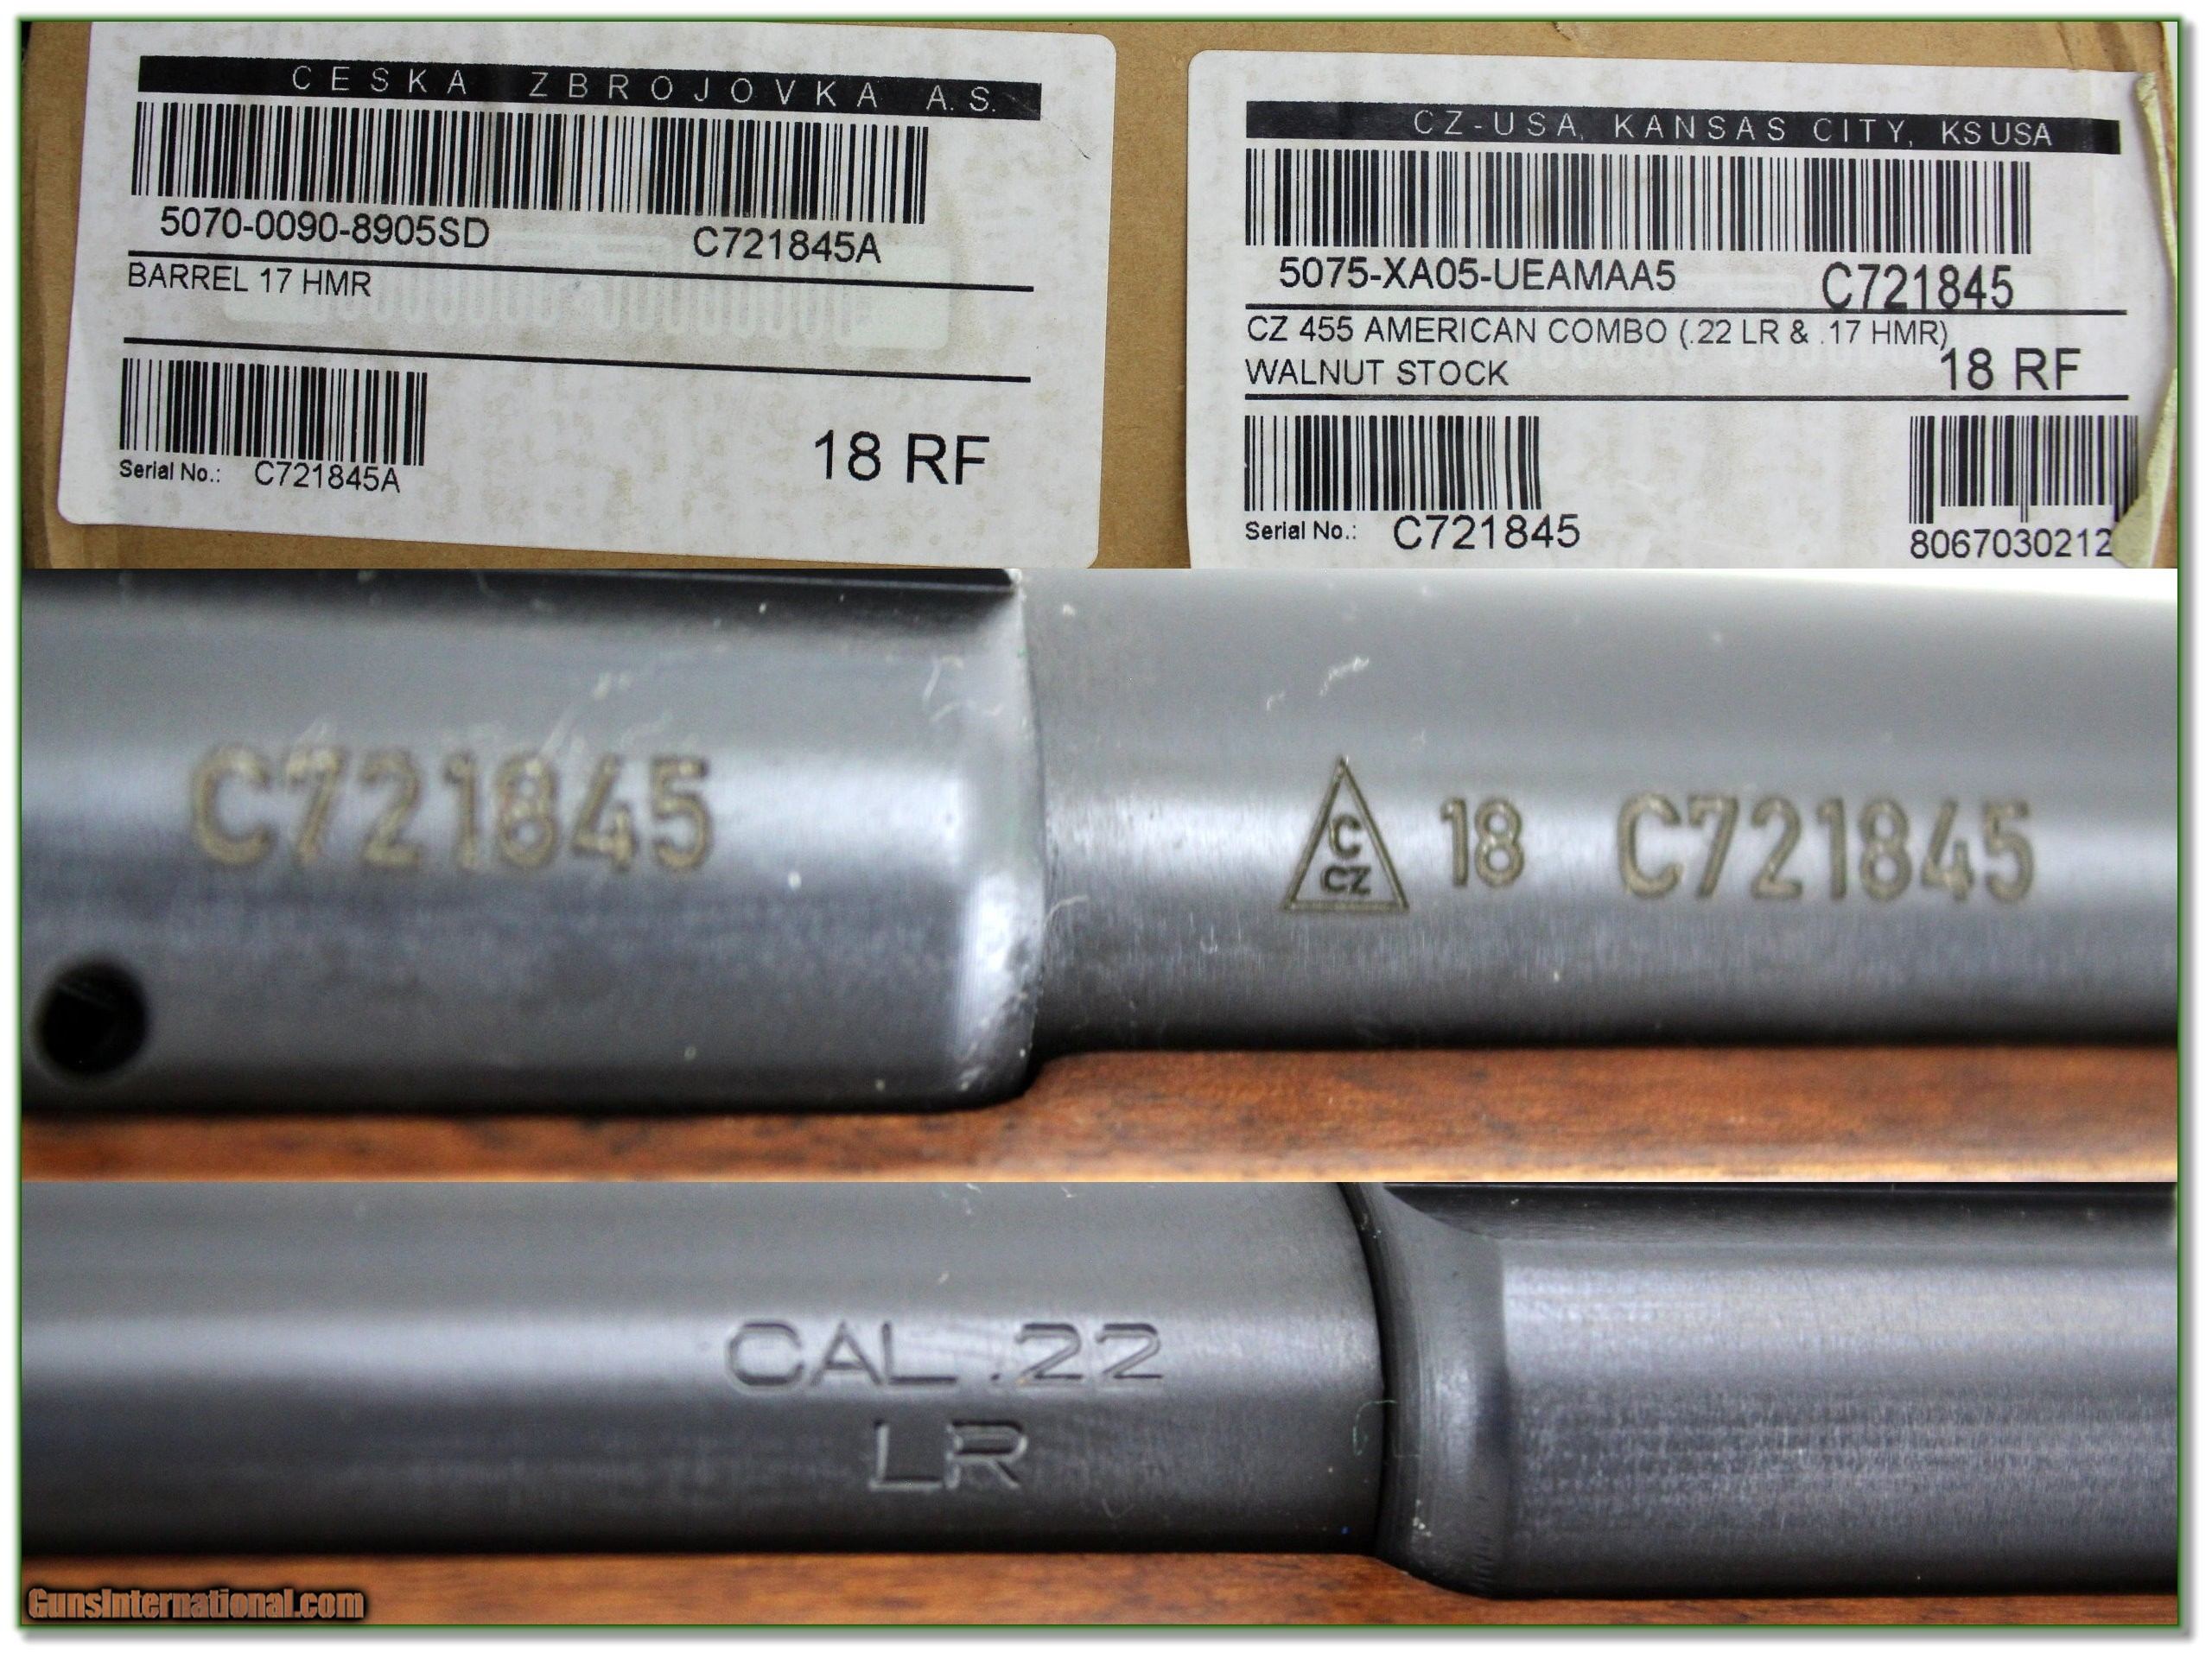 CESKA ZBROJOVKA A.S.
5070-0090-8905SD C721845A
BARREL 17 HMR
Serial No.: C721845A
18 RF
CZ-USA, KANSAS CITY, KS USA
5075-XA05-UEAMAA5 C721845
CZ 455 AMERICAN COMBO (.22 LR & .17 HMR)
WALNUT STOCK 18 RF
Serial No.: C721845
8067030212
C721845
C
CZ
18 C721845
CAL .22
LR
GunsInternational.com